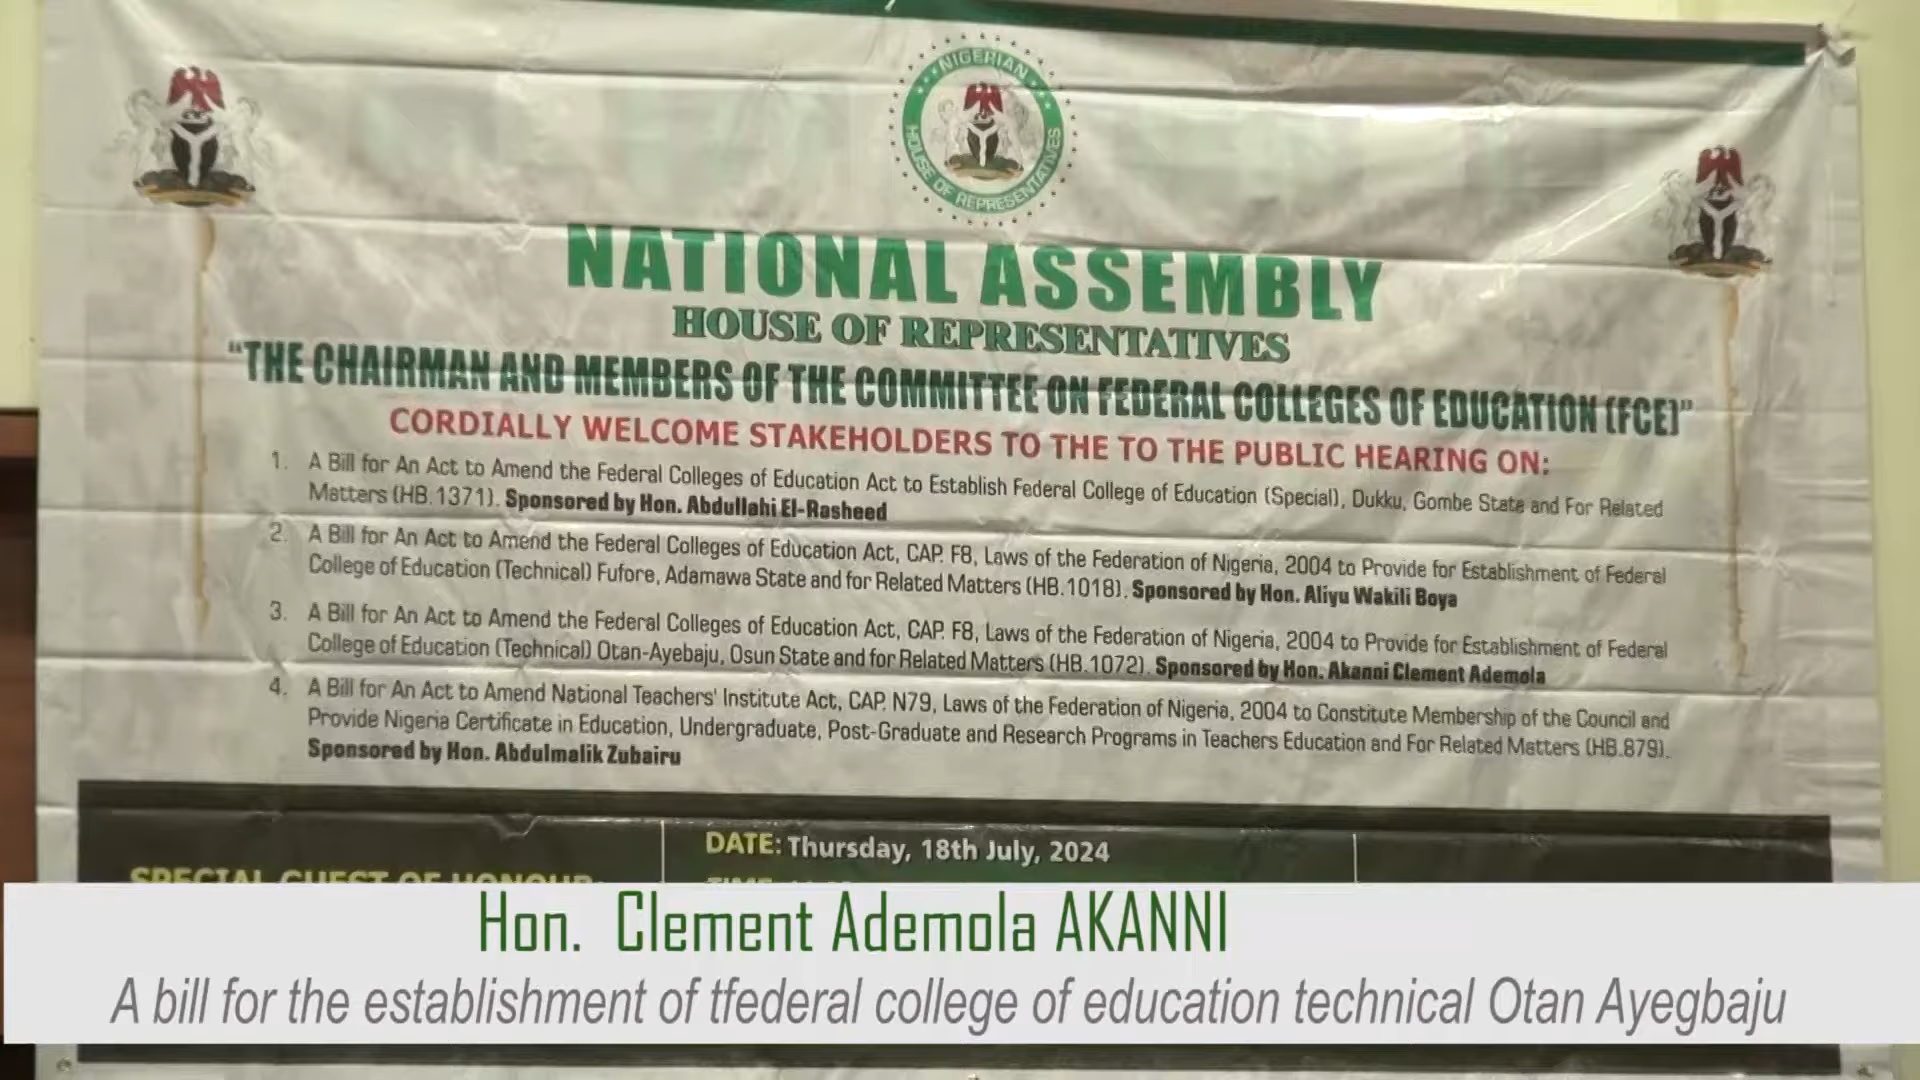 NIGERIAN
HOUSE OF REPRESENTATIVES
NATIONAL ASSEMBLY
HOUSE OF REPRESENTATIVES
"THE CHAIRMAN AND MEMBERS OF THE COMMITTEE ON FEDERAL COLLEGES OF EDUCATION (FCE)"
CORDIALLY WELCOME STAKEHOLDERS TO THE TO THE PUBLIC HEARING ON:
1. A Bill for An Act to Amend the Federal Colleges of Education Act to Establish Federal College of Education (Special), Dukku, Gombe State and For Related
Matters (HB.1371). Sponsored by Hon. Abdullahi El-Rasheed
2. A Bill for An Act to Amend the Federal Colleges of Education Act, CAP. F8, Laws of the Federation of Nigeria, 2004 to Provide for Establishment of Federal
College of Education (Technical) Fufore, Adamawa State and for Related Matters (HB.1018). Sponsored by Hon. Aliyu Wakili Boya
3. A Bill for An Act to Amend the Federal Colleges of Education Act, CAP. F8, Laws of the Federation of Nigeria, 2004 to Provide for Establishment of Federal
College of Education (Technical) Otan-Ayebaju, Osun State and for Related Matters (HB.1072). Sponsored by Hon. Akanni Clement Ademola
4. A Bill for An Act to Amend National Teachers' Institute Act, CAP. N79, Laws of the Federation of Nigeria, 2004 to Constitute Membership of the Council and
Provide Nigeria Certificate in Education, Undergraduate, Post-Graduate and Research Programs in Teachers Education and For Related Matters (HB.879).
Sponsored by Hon. Abdulmalik Zubairu
DATE: Thursday, 18th July, 2024
SPECIAL GUEST OF HONOUR:
Hon. Clement Ademola AKANNI
A bill for the establishment of tfederal college of education technical Otan Ayegbaju